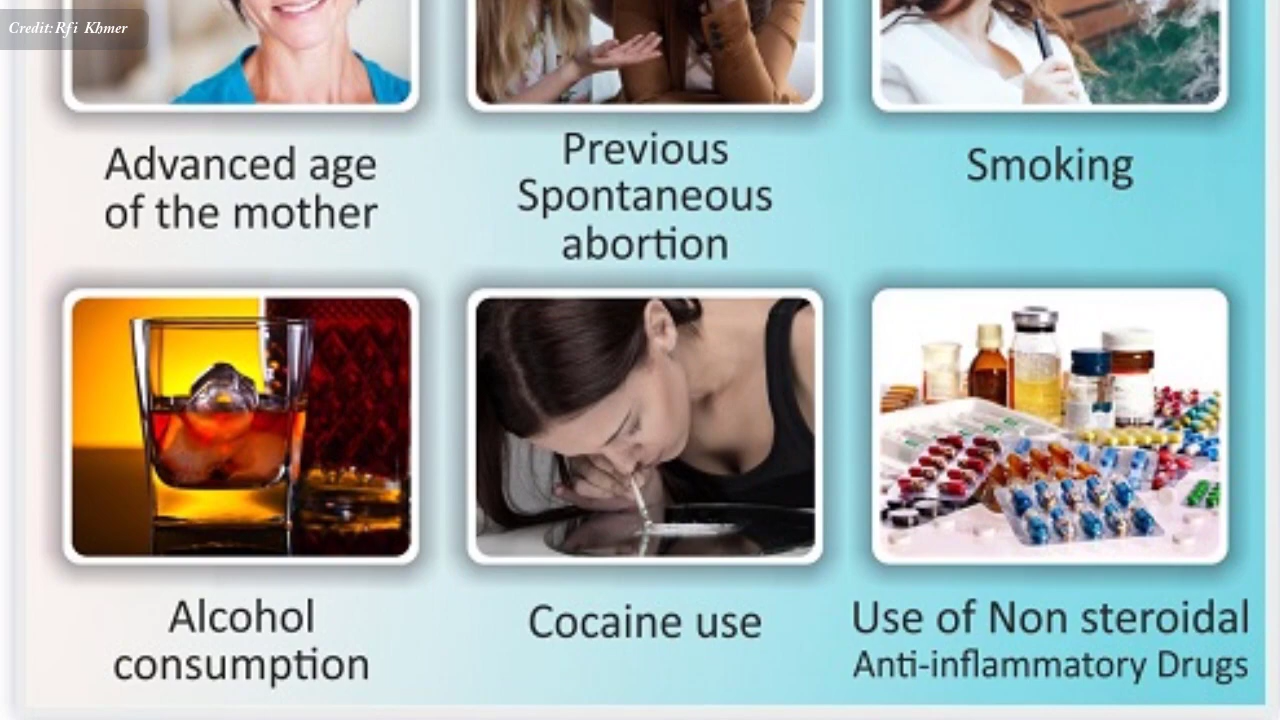 Credit: Rfi Khmer
Advanced age
of the mother
Previous
Spontaneous
abortion
Smoking
Alcohol
consumption
Cocaine use
Use of Non steroidal
Anti-inflammatory Drugs